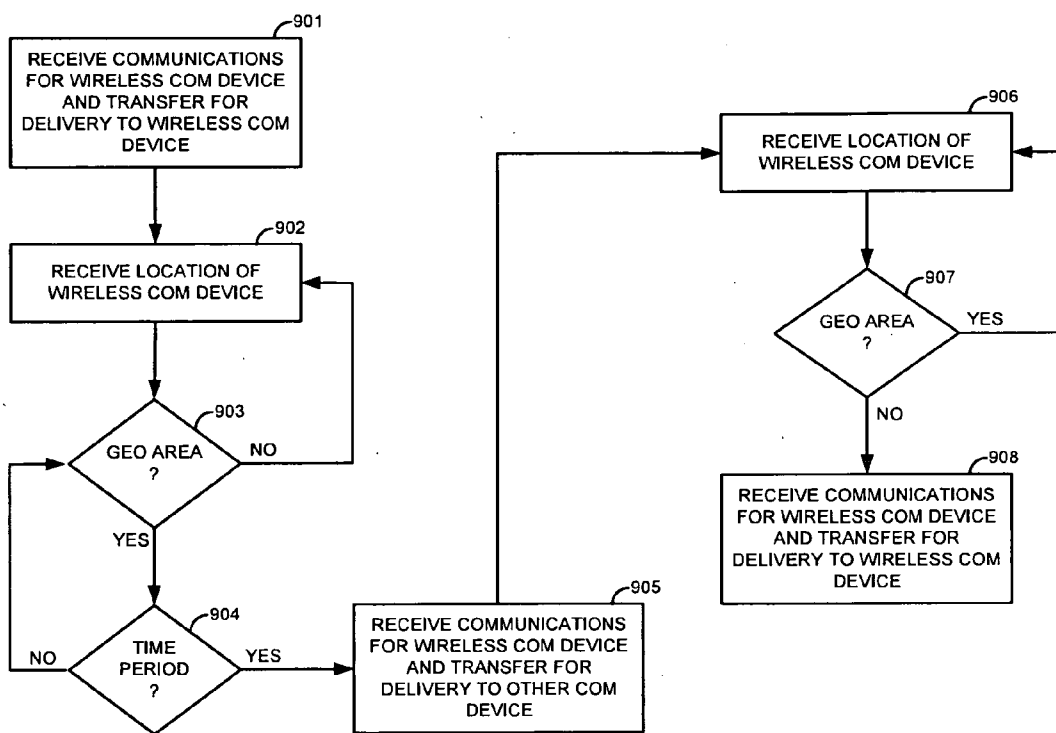 901
RECEIVE COMMUNICATIONS
FOR WIRELESS COM DEVICE
AND TRANSFER FOR
DELIVERY TO WIRELESS COM
DEVICE
902
RECEIVE LOCATION OF
WIRELESS COM DEVICE
903
GEO AREA
?
NO
YES
904
TIME
PERIOD
?
NO
YES
905
RECEIVE COMMUNICATIONS
FOR WIRELESS COM DEVICE
AND TRANSFER FOR
DELIVERY TO OTHER COM
DEVICE
906
RECEIVE LOCATION OF
WIRELESS COM DEVICE
907
GEO AREA
?
YES
NO
908
RECEIVE COMMUNICATIONS
FOR WIRELESS COM DEVICE
AND TRANSFER FOR
DELIVERY TO WIRELESS COM
DEVICE